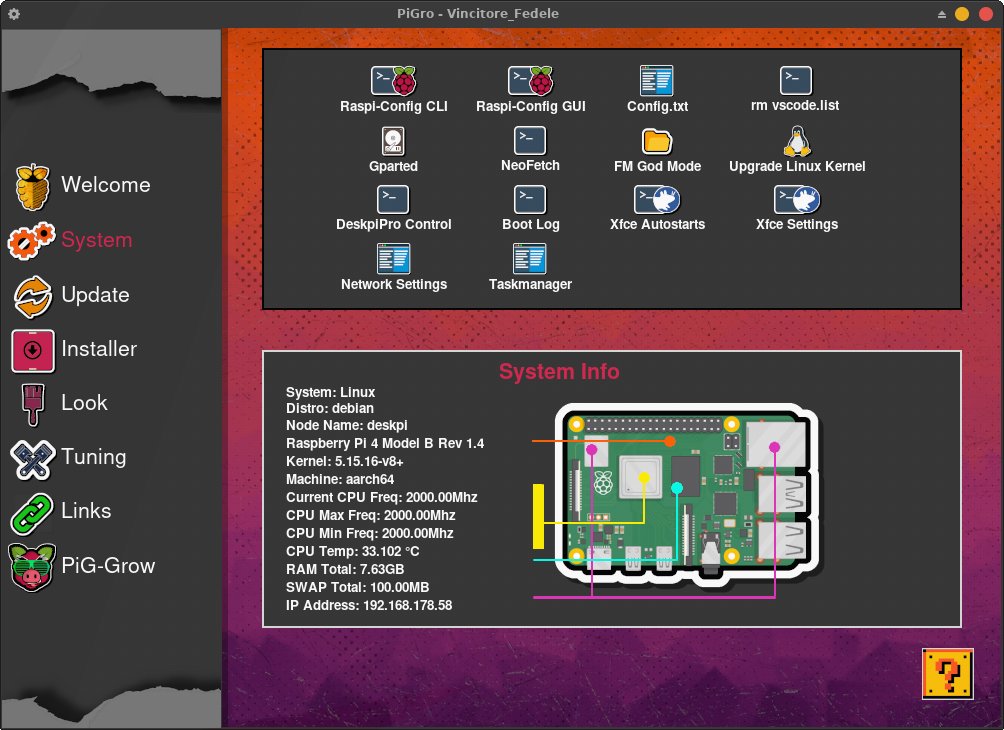 PiGro - Vincitore_Fedele
Welcome
System
Update
Installer
Look
Tuning
Links
PiG-Grow
Raspi-Config CLI
Raspi-Config GUI
Config.txt
rm vscode.list
Gparted
NeoFetch
FM God Mode
Upgrade Linux Kernel
DeskpiPro Control
Boot Log
Xfce Autostarts
Xfce Settings
Network Settings
Taskmanager
System Info
System: Linux
Distro: debian
Node Name: deskpi
Raspberry Pi 4 Model B Rev 1.4
Kernel: 5.15.16-v8+
Machine: aarch64
Current CPU Freq: 2000.00Mhz
CPU Max Freq: 2000.00Mhz
CPU Min Freq: 2000.00Mhz
CPU Temp: 33.102 °C
RAM Total: 7.63GB
SWAP Total: 100.00MB
IP Address: 192.168.178.58
?